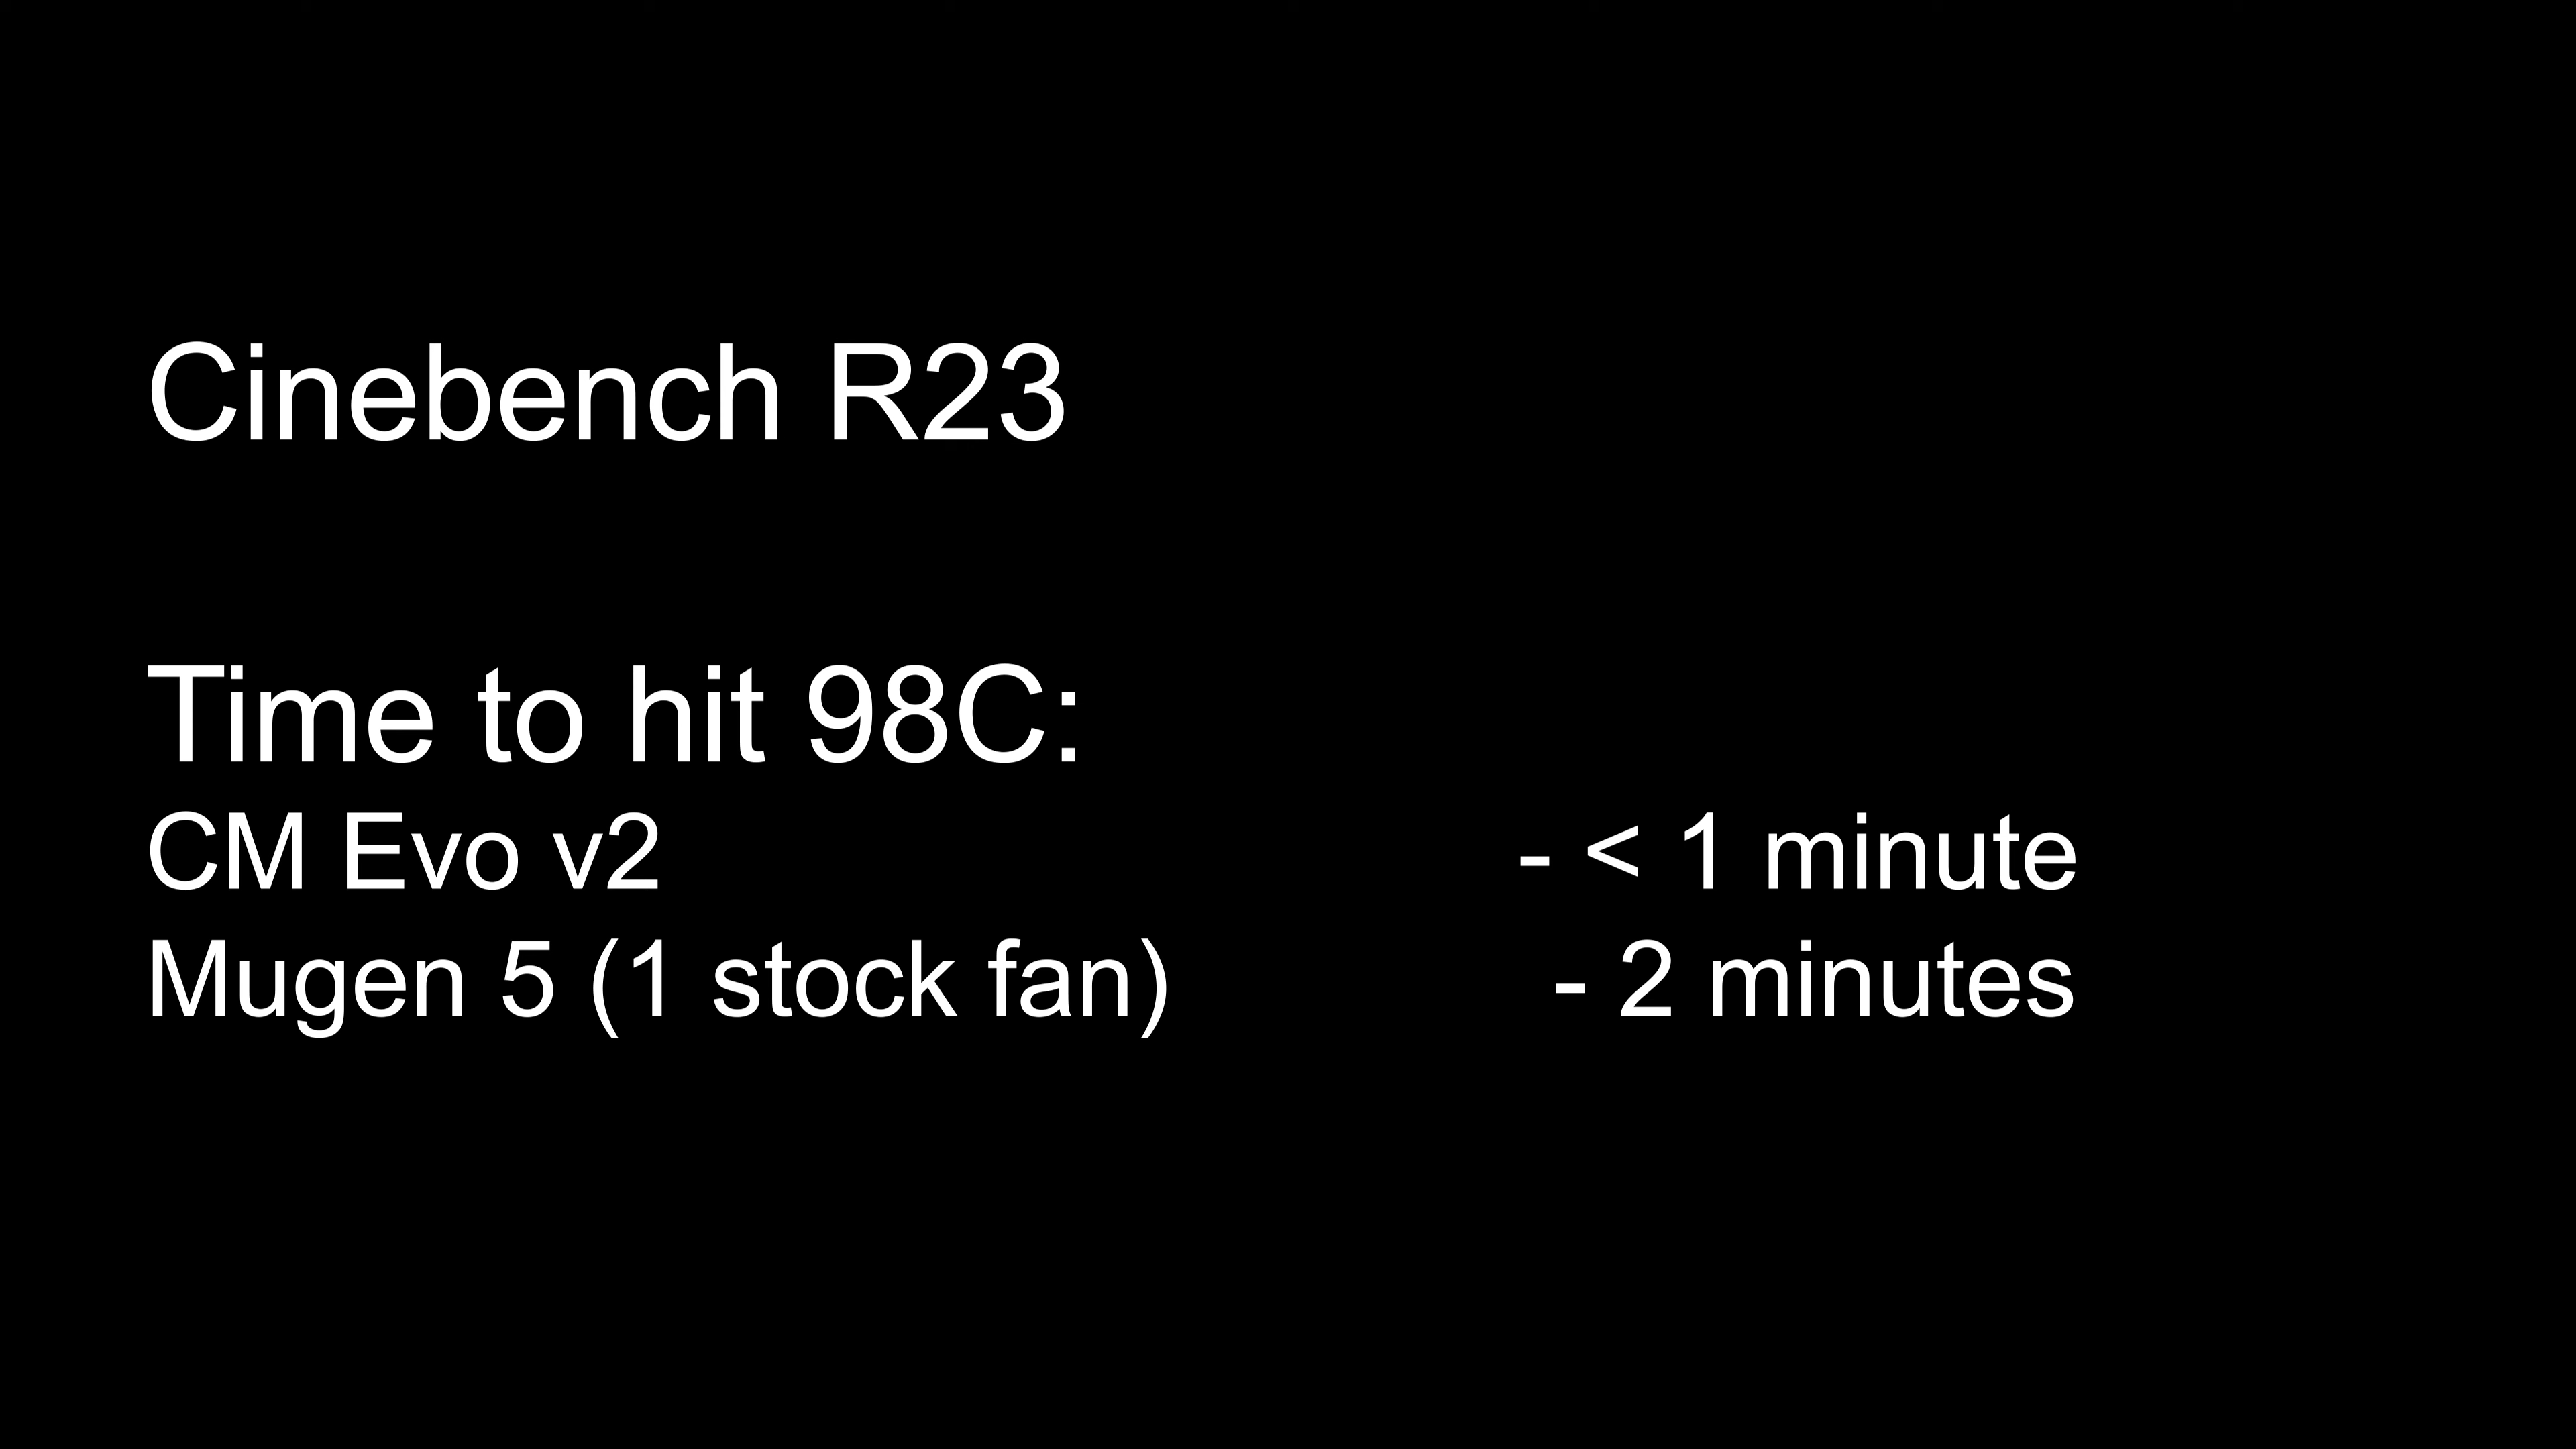 Cinebench R23
Time to hit 98C:
CM Evo v2 - < 1 minute
Mugen 5 (1 stock fan) - 2 minutes